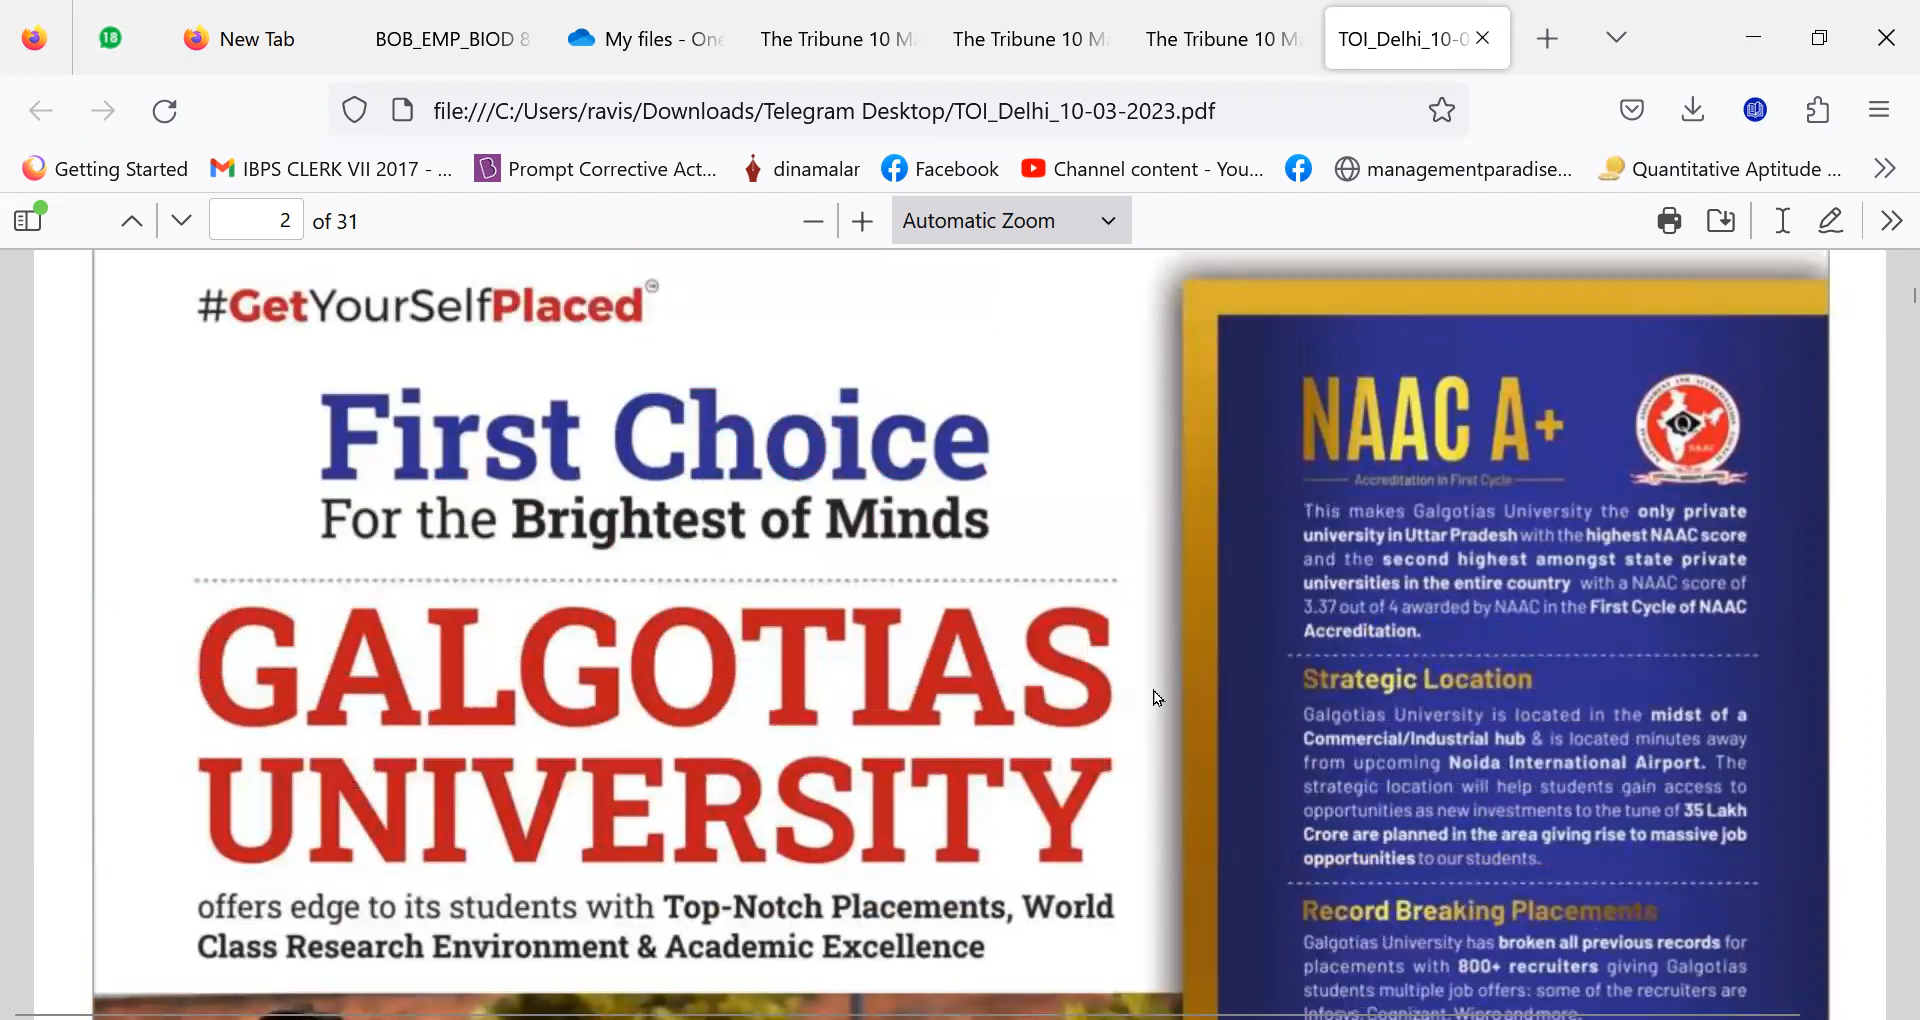 18
New Tab
BOB_EMP_BIOD 8
My files - One
The Tribune 10 Ma
The Tribune 10 Ma
The Tribune 10 M
TOI_Delhi_10-0
file:///C:/Users/ravis/Downloads/Telegram Desktop/TOI_Delhi_10-03-2023.pdf
Getting Started
IBPS CLERK VII 2017 - ...
Prompt Corrective Act...
dinamalar
Facebook
Channel content - You...
managementparadise...
Quantitative Aptitude ...
2 of 31
Automatic Zoom
#GetYourSelfPlaced
First Choice
For the Brightest of Minds
GALGOTIAS
UNIVERSITY
offers edge to its students with Top-Notch Placements, World
Class Research Environment & Academic Excellence
NAAC A+
Accreditation in First Cycle
This makes Galgotias University the only private
university in Uttar Pradesh with the highest NAAC score
and the second highest amongst state private
universities in the entire country with a NAAC score of
3.37 out of 4 awarded by NAAC in the First Cycle of NAAC
Accreditation.
Strategic Location
Galgotias University is located in the midst of a
Commercial/Industrial hub & is located minutes away
from upcoming Noida International Airport. The
strategic location will help students gain access to
opportunities as new investments to the tune of 35 Lakh
Crore are planned in the area giving rise to massive job
opportunities to our students.
Record Breaking Placements
Galgotias University has broken all previous records for
placements with 800+ recruiters giving Galgotias
students multiple job offers: some of the recruiters are
Infosys, Cognizant, Wipro and more.